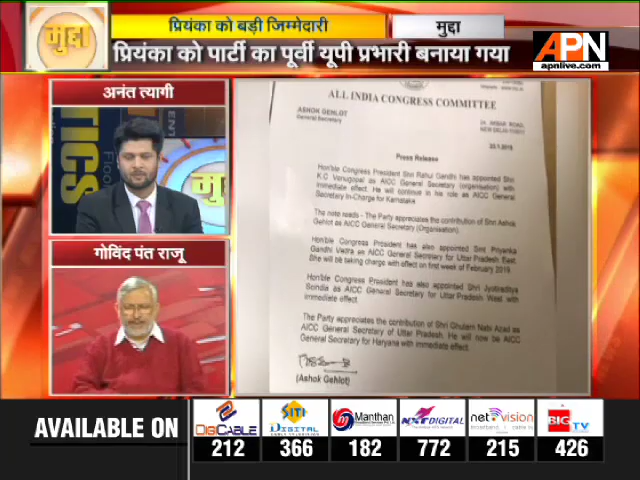 मुद्दा
प्रियंका को बड़ी जिम्मेदारी
मुद्दा
प्रियंका को पार्टी का पूर्वी यूपी प्रभारी बनाया गया
APN
apnlive.com
अनंत त्यागी
मुद्दा
गोविंद पंत राजू
ALL INDIA CONGRESS COMMITTEE
ASHOK GEHLOT
General Secretary
24, AKBAR ROAD,
23.1.2019
Press Release
Hon'ble Congress President Shri Rahul Gandhi has appointed Shri
K.C Venugopal as AICC General Secretary (organisation) with
immediate effect. He will continue in his role as AICC General
Secretary In-Charge for Karnataka
The note reads - The Party appreciates the contribution of Shri Ashok
Gehlot as AICC General Secretary (Organisation).
Hon'ble Congress President has also appointed Smt Priyanka
Gandhi Vadra as AICC General Secretary for Uttar Pradesh East.
She will be taking charge with effect on first week of February 2019
Hon'ble Congress President has also appointed Shri Jyotiraditya
Scindia as AICC General Secretary for Uttar Pradesh West with
immediate effect.
The Party appreciates the contribution of Shri Ghulam Nabi Azad as
AICC General Secretary of Uttar Pradesh. He will now be AICC
General Secretary for Haryana with immediate effect.
(Ashok Gehlot)
AVAILABLE ON
DIGICABLE
212
SITI
DIGITAL
366
Manthan
182
NXT DIGITAL
772
net vision
215
BIG
TV
426